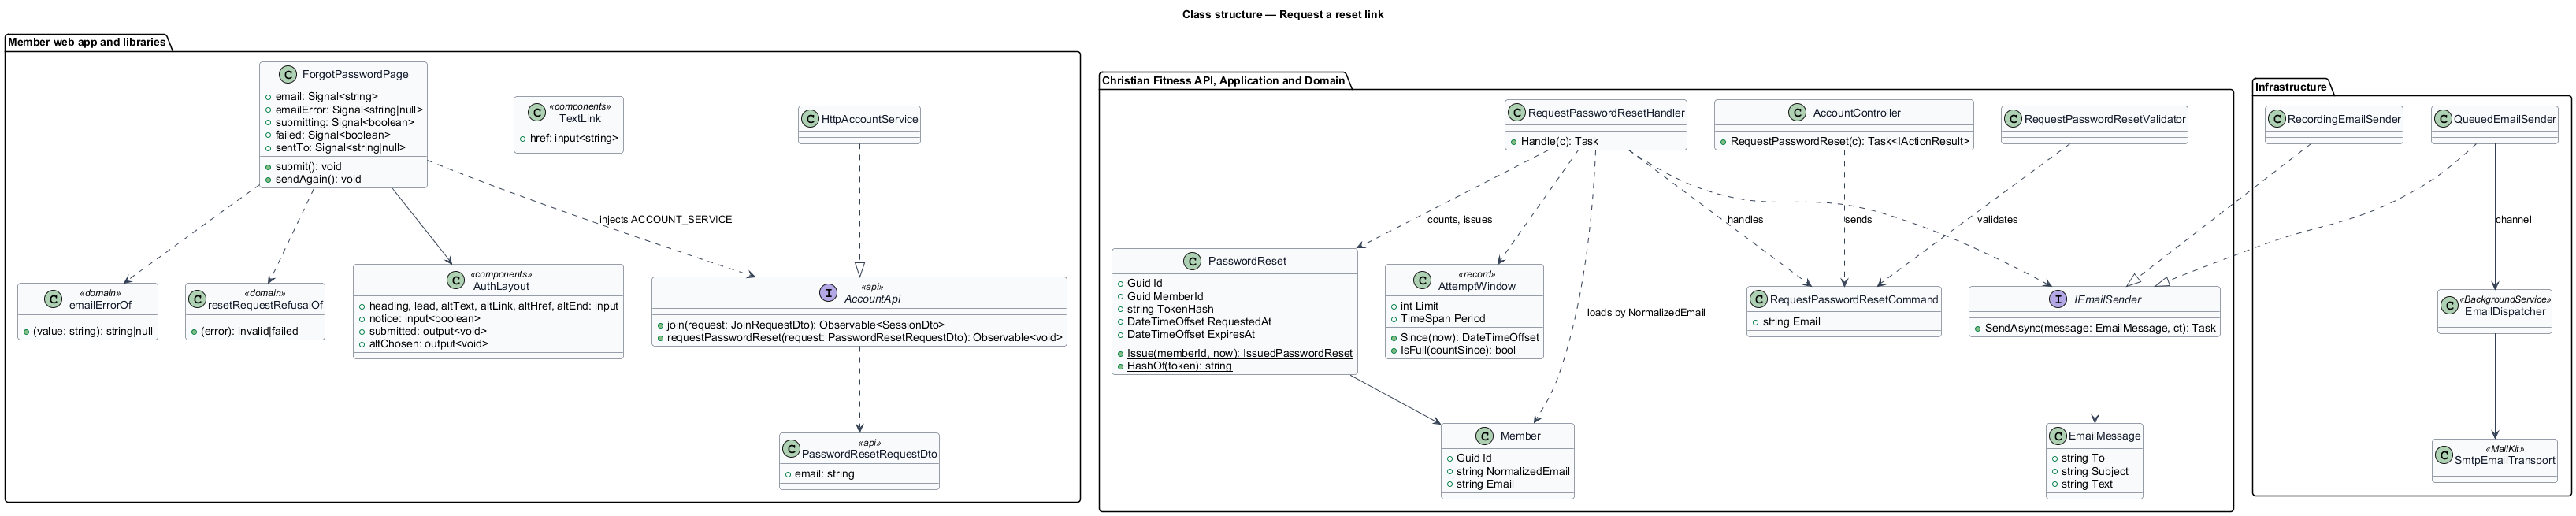 Class structure — Request a reset link
Member web app and libraries
C ForgotPasswordPage
email: Signal<string>
emailError: Signal<string|null>
submitting: Signal<boolean>
failed: Signal<boolean>
sentTo: Signal<string|null>
submit(): void
sendAgain(): void
C «components»
TextLink
href: input<string>
C HttpAccountService
injects ACCOUNT_SERVICE
C «domain»
emailErrorOf
(value: string): string|null
C «domain»
resetRequestRefusalOf
(error): invalid|failed
C «components»
AuthLayout
heading, lead, altText, altLink, altHref, altEnd: input
notice: input<boolean>
submitted: output<void>
altChosen: output<void>
I «api»
AccountApi
join(request: JoinRequestDto): Observable<SessionDto>
requestPasswordReset(request: PasswordResetRequestDto): Observable<void>
C «api»
PasswordResetRequestDto
email: string
Christian Fitness API, Application and Domain
C RequestPasswordResetHandler
Handle(c): Task
C AccountController
RequestPasswordReset(c): Task<IActionResult>
C RequestPasswordResetValidator
counts, issues
handles
sends
validates
C PasswordReset
Guid Id
Guid MemberId
string TokenHash
DateTimeOffset RequestedAt
DateTimeOffset ExpiresAt
Issue(memberId, now): IssuedPasswordReset
HashOf(token): string
C «record»
AttemptWindow
int Limit
TimeSpan Period
Since(now): DateTimeOffset
IsFull(countSince): bool
loads by NormalizedEmail
C RequestPasswordResetCommand
string Email
I IEmailSender
SendAsync(message: EmailMessage, ct): Task
C Member
Guid Id
string NormalizedEmail
string Email
C EmailMessage
string To
string Subject
string Text
Infrastructure
C RecordingEmailSender
C QueuedEmailSender
channel
C «BackgroundService»
EmailDispatcher
C «MailKit»
SmtpEmailTransport